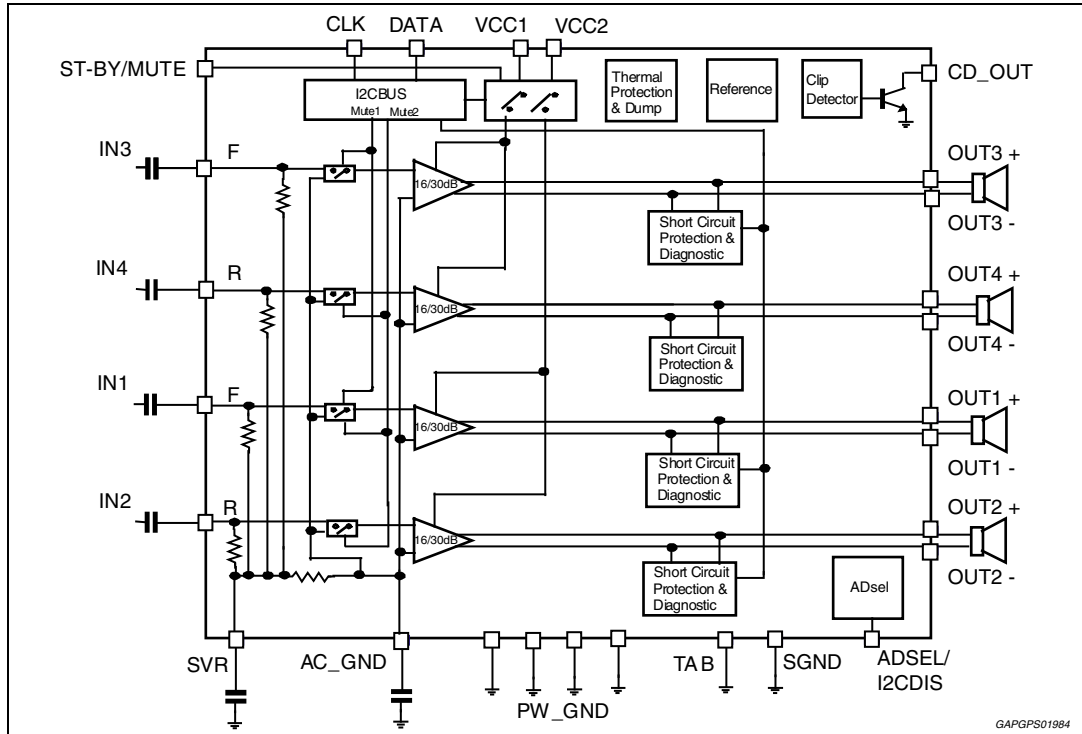 CLK DATA VCC1 VCC2
ST-BY/MUTE
I2CBUS
Mute1 Mute2
Thermal
Protection
& Dump
Reference
Clip
Detector
CD_OUT
IN3
F
16/30dB
OUT3 +
OUT3 -
Short Circuit
Protection &
Diagnostic
IN4
R
16/30dB
OUT4 +
OUT4 -
Short Circuit
Protection &
Diagnostic
IN1
F
16/30dB
OUT1 +
OUT1 -
Short Circuit
Protection &
Diagnostic
IN2
R
16/30dB
OUT2 +
OUT2 -
Short Circuit
Protection &
Diagnostic
ADsel
SVR
AC_GND
PW_GND
TAB
SGND
ADSEL/
I2CDIS
GAPGPS01984